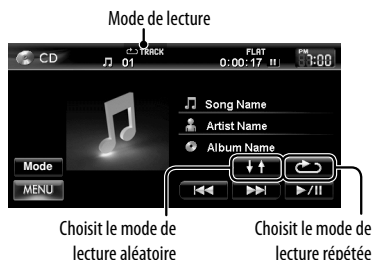 Mode de lecture
CD
TRACK
FLAT
PM
01
0:00:17
3:00
Song Name
Artist Name
Album Name
Mode
MENU
Choisit le mode de
lecture aléatoire
Choisit le mode de
lecture répétée